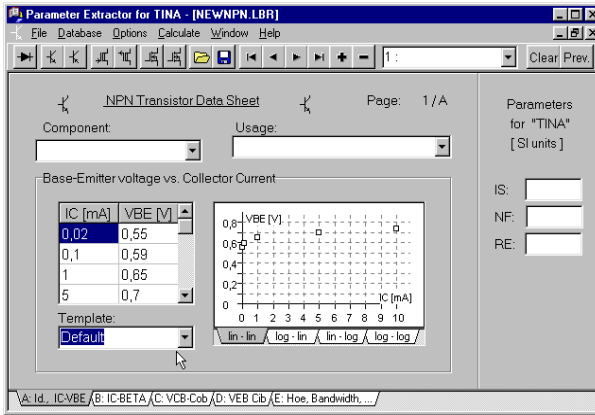 Parameter Extractor for TINA - [NEWNPN.LBR]
File Database Options Calculate Window Help
1 : Clear Prev.
NPN Transistor Data Sheet Page: 1/A
Component: Usage:
Base-Emitter voltage vs. Collector Current
IC [mA] VBE [V]
0,02 0,55
0,1 0,59
1 0,65
5 0,7
Template:
Default
VBE [V]
0,8
0,6
0,4
0,2
0
IC [mA]
0 1 2 3 4 5 6 7 8 9 10
lin - lin log - lin lin - log log - log
Parameters
for "TINA"
[ SI units ]
IS:
NF:
RE:
A: Id., IC-VBE B: IC-BETA C: VCB-Cob D: VEB Cib E: Hoe, Bandwidth, ...